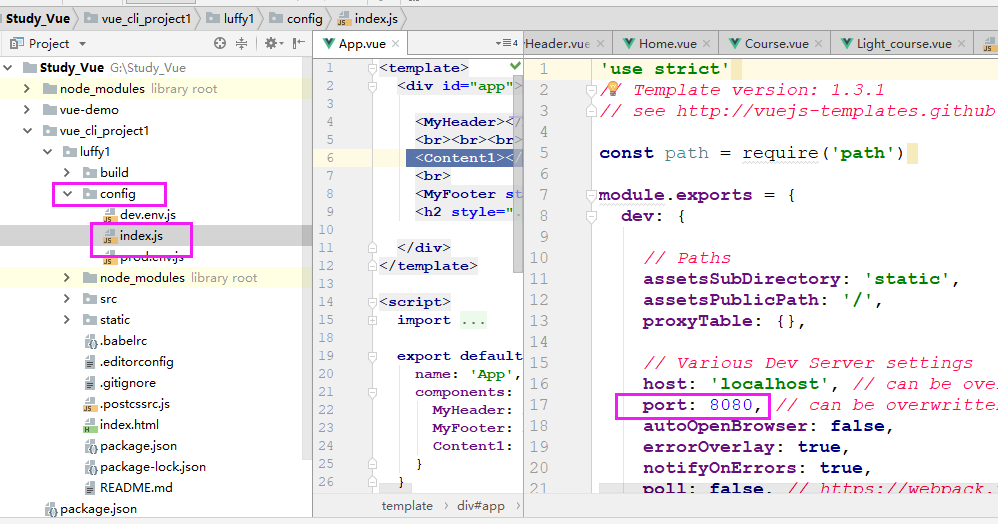 Study_Vue vue_cli_project1 luffy1 config index.js
Project
Study_Vue G:\Study_Vue
node_modules library root
vue-demo
vue_cli_project1
luffy1
build
config
dev.env.js
index.js
prod.env.js
node_modules library root
src
static
.babelrc
.editorconfig
.gitignore
.postcssrc.js
index.html
package.json
package-lock.json
README.md
package.json
App.vue
4
1 <template>
2 <div id="app">
3
4 <MyHeader></
5 <br><br><br>
6 <Content1></
7 <br>
8 <MyFooter st
9 <h2 style=".
10
11 </div>
12 </template>
13
14 <script>
15 import ...
18
19 export default
20 name: 'App',
21 components:
22 MyHeader:
23 MyFooter:
24 Content1:
25 }
26 }
template div#app
Header.vue Home.vue Course.vue Light_course.vue
1 'use strict'
2 // Template version: 1.3.1
3 // see http://vuejs-templates.github
4
5 const path = require('path')
6
7 module.exports = {
8 dev: {
9
10 // Paths
11 assetsSubDirectory: 'static',
12 assetsPublicPath: '/',
13 proxyTable: {},
14
15 // Various Dev Server settings
16 host: 'localhost', // can be ove
17 port: 8080, // can be overwritte
18 autoOpenBrowser: false,
19 errorOverlay: true,
20 notifyOnErrors: true,
21 poll: false, // https://webpack.